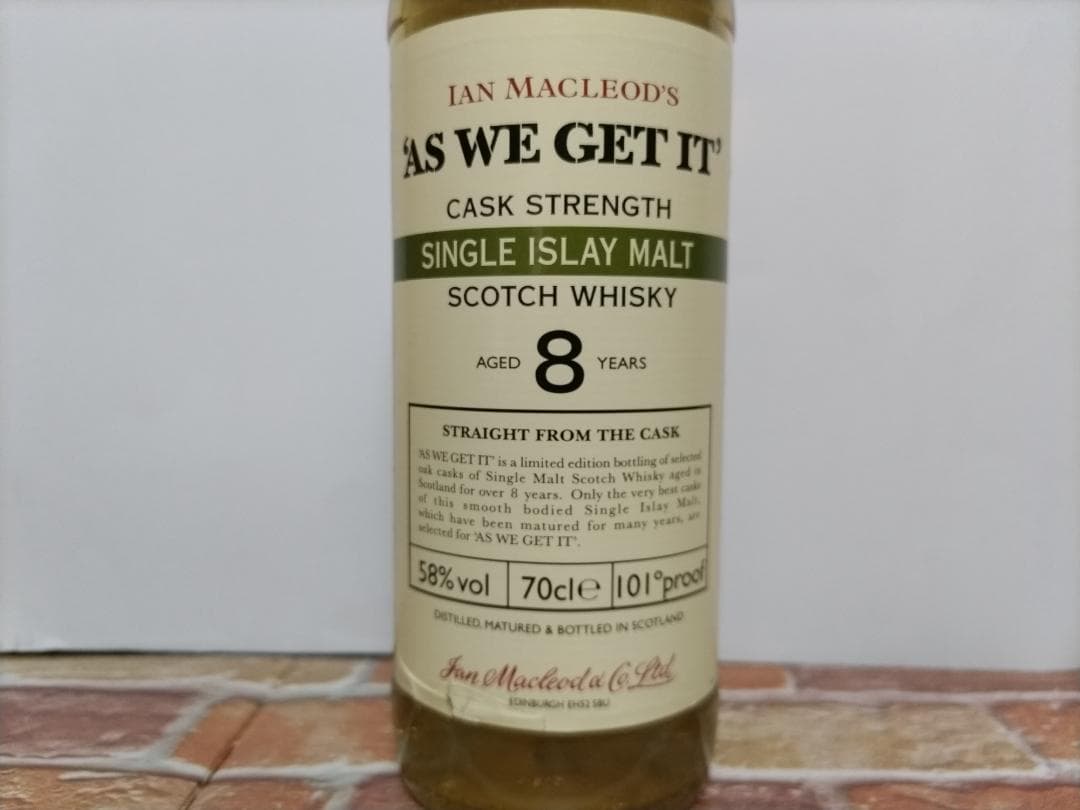 IAN MACLEOD'S
'AS WE GET IT'
CASK STRENGTH
SINGLE ISLAY MALT
SCOTCH WHISKY
AGED 8 YEARS
STRAIGHT FROM THE CASK
'AS WE GET IT' is a limited edition bottling of selected
oak casks of Single Malt Scotch Whisky aged in
Scotland for over 8 years. Only the very best casks
of this smooth bodied Single Islay Malt,
which have been matured for many years, are
selected for 'AS WE GET IT'.
58% vol 70cl℮ 101°proof
DISTILLED, MATURED & BOTTLED IN SCOTLAND
Ian Macleod & Co. Ltd.
EDINBURGH EH52 5BU